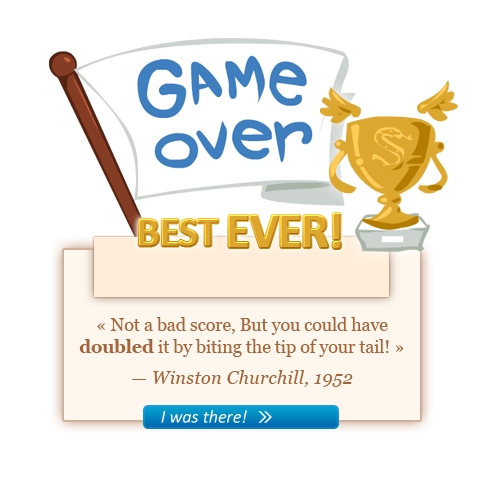 GAME
over
BEST EVER!
« Not a bad score, But you could have
doubled it by biting the tip of your tail! »
— Winston Churchill, 1952
I was there! »